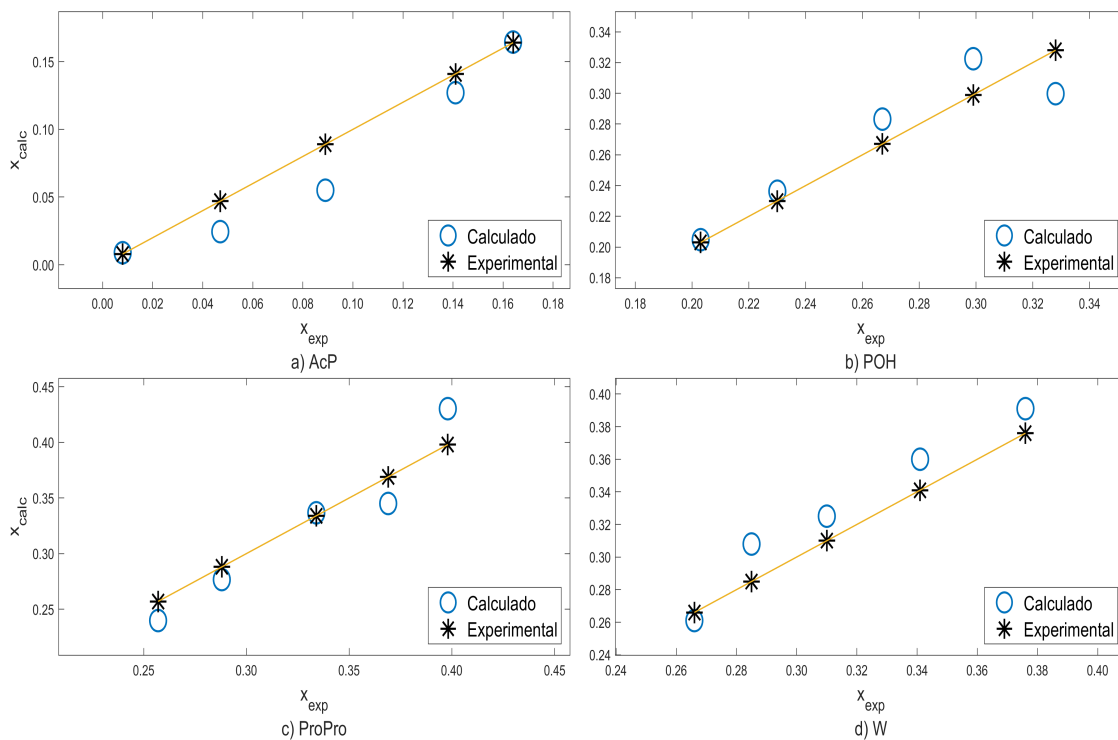 x_calc
0.15
0.10
0.05
0.00
0.00 0.02 0.04 0.06 0.08 0.10 0.12 0.14 0.16 0.18
x_exp
a) AcP
Calculado
Experimental
0.34
0.32
0.30
0.28
0.26
0.24
0.22
0.20
0.18
0.18 0.20 0.22 0.24 0.26 0.28 0.30 0.32 0.34
x_exp
b) POH
Calculado
Experimental
x_calc
0.45
0.40
0.35
0.30
0.25
0.25 0.30 0.35 0.40 0.45
x_exp
c) ProPro
Calculado
Experimental
0.40
0.38
0.36
0.34
0.32
0.30
0.28
0.26
0.24
0.24 0.26 0.28 0.30 0.32 0.34 0.36 0.38 0.40
x_exp
d) W
Calculado
Experimental